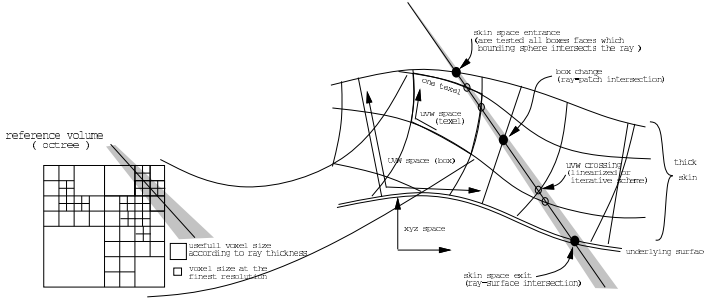 skin space entrance
(are tested all boxes faces which
bounding sphere intersects the ray )
box change
(ray-patch intersection)
one texel
uvw space
(texel)
reference volume
( octree )
UVW space (box)
uvw crossing
(linearized or
iterative scheme)
thick
skin
xyz space
usefull voxel size
according to ray thickness
voxel size at the
finest resolution
underlying surface
skin space exit
(ray-surface intersection)